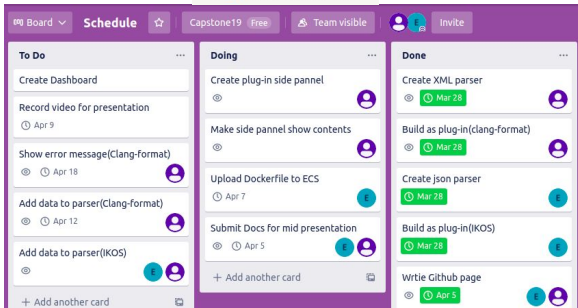 Board
Schedule
Capstone19 Free
Team visible
E
Invite
To Do
Create Dashboard
Record video for presentation
Apr 9
Show error message(Clang-format)
Apr 18
Add data to parser(Clang-format)
Apr 12
Add data to parser(IKOS)
E
+ Add another card
Doing
Create plug-in side pannel
Make side pannel show contents
Upload Dockerfile to ECS
Apr 7
E
Submit Docs for mid presentation
Apr 5
E
+ Add another card
Done
Create XML parser
Mar 28
Build as plug-in(clang-format)
Mar 28
Create json parser
Mar 28
E
Build as plug-in(IKOS)
Mar 28
E
Wrtie Github page
Apr 5
E